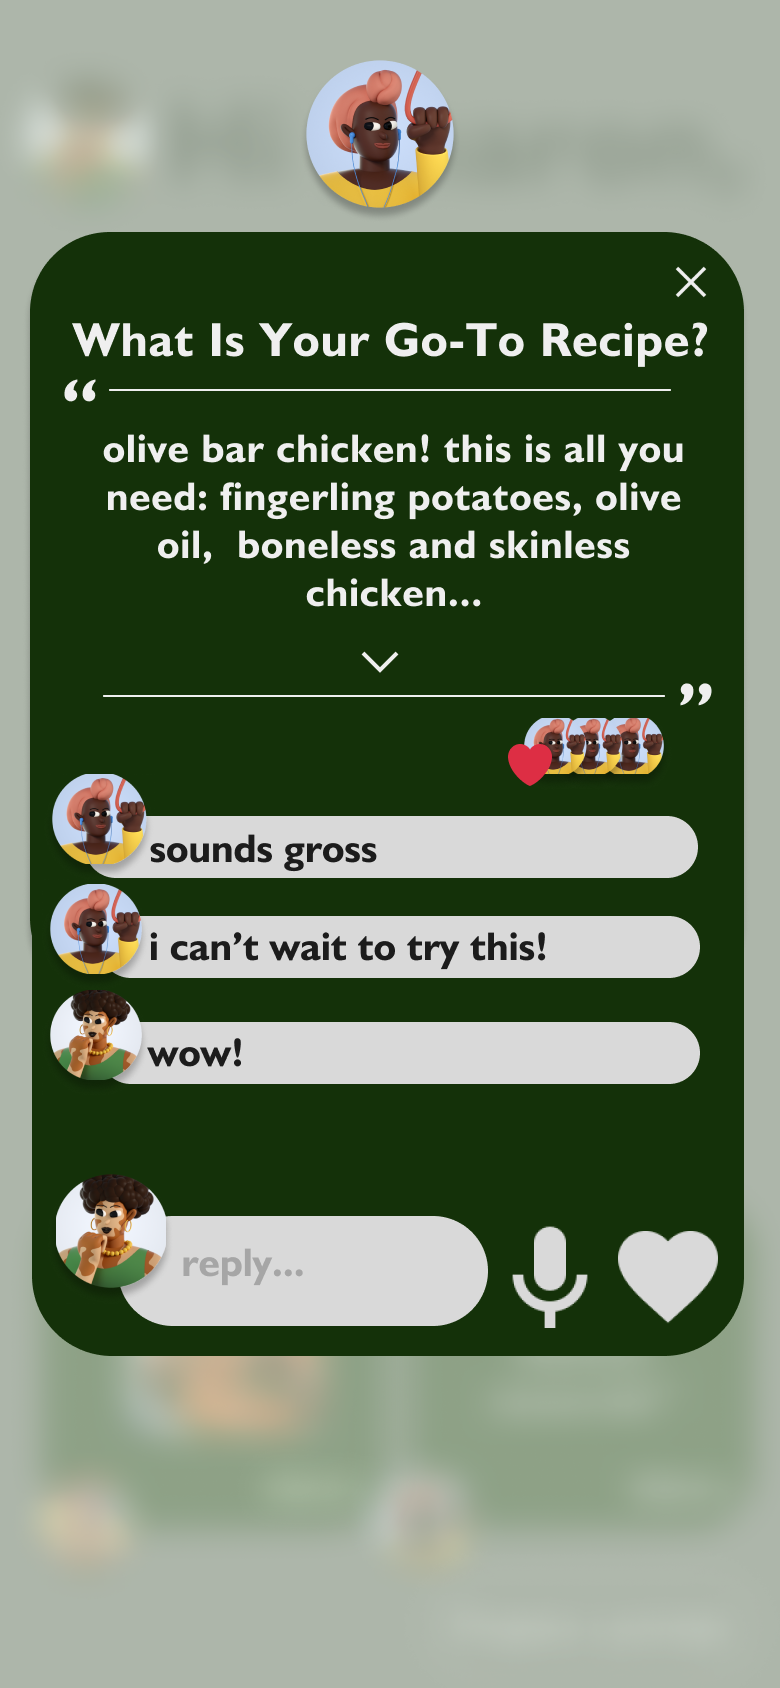 What Is Your Go-To Recipe?
“
olive bar chicken! this is all you
need: fingerling potatoes, olive
oil,  boneless and skinless
chicken...
”
sounds gross
i can’t wait to try this!
wow!
reply...